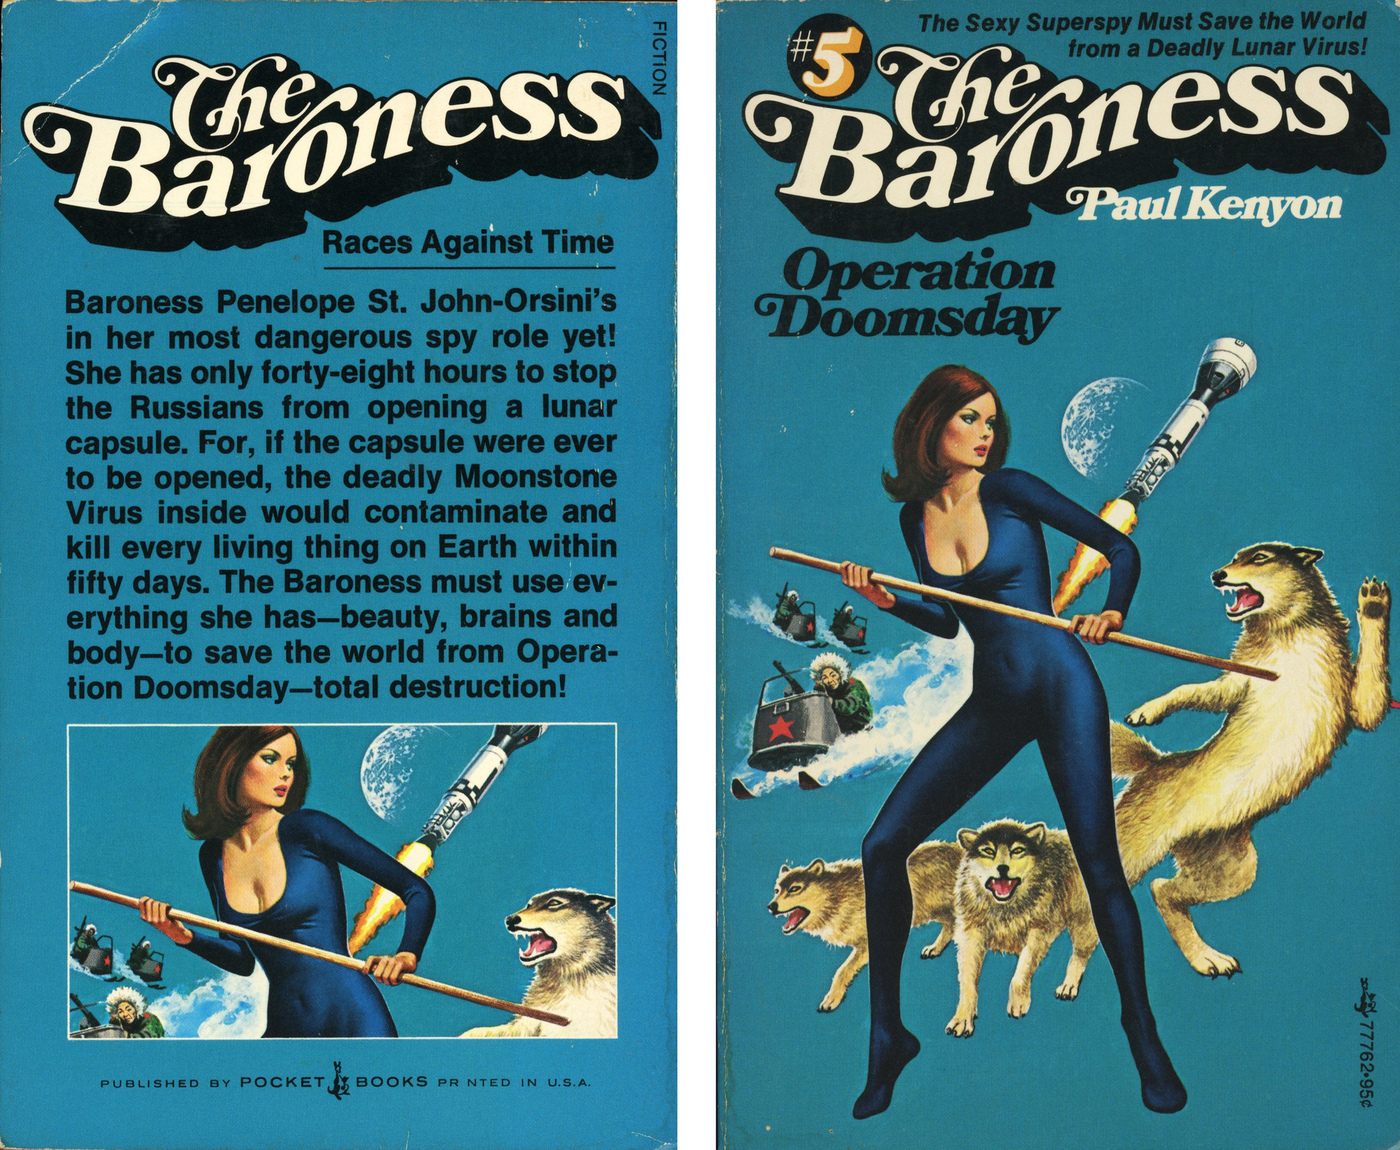 FICTION
The
Baroness
Races Against Time
Baroness Penelope St. John-Orsini's
in her most dangerous spy role yet!
She has only forty-eight hours to stop
the Russians from opening a lunar
capsule. For, if the capsule were ever
to be opened, the deadly Moonstone
Virus inside would contaminate and
kill every living thing on Earth within
fifty days. The Baroness must use ev-
erything she has—beauty, brains and
body—to save the world from Opera-
tion Doomsday—total destruction!
PUBLISHED BY POCKET BOOKS PR NTED IN U.S.A.
The Sexy Superspy Must Save the World
from a Deadly Lunar Virus!
#5
The
Baroness
Paul Kenyon
Operation
Doomsday
77762•95¢